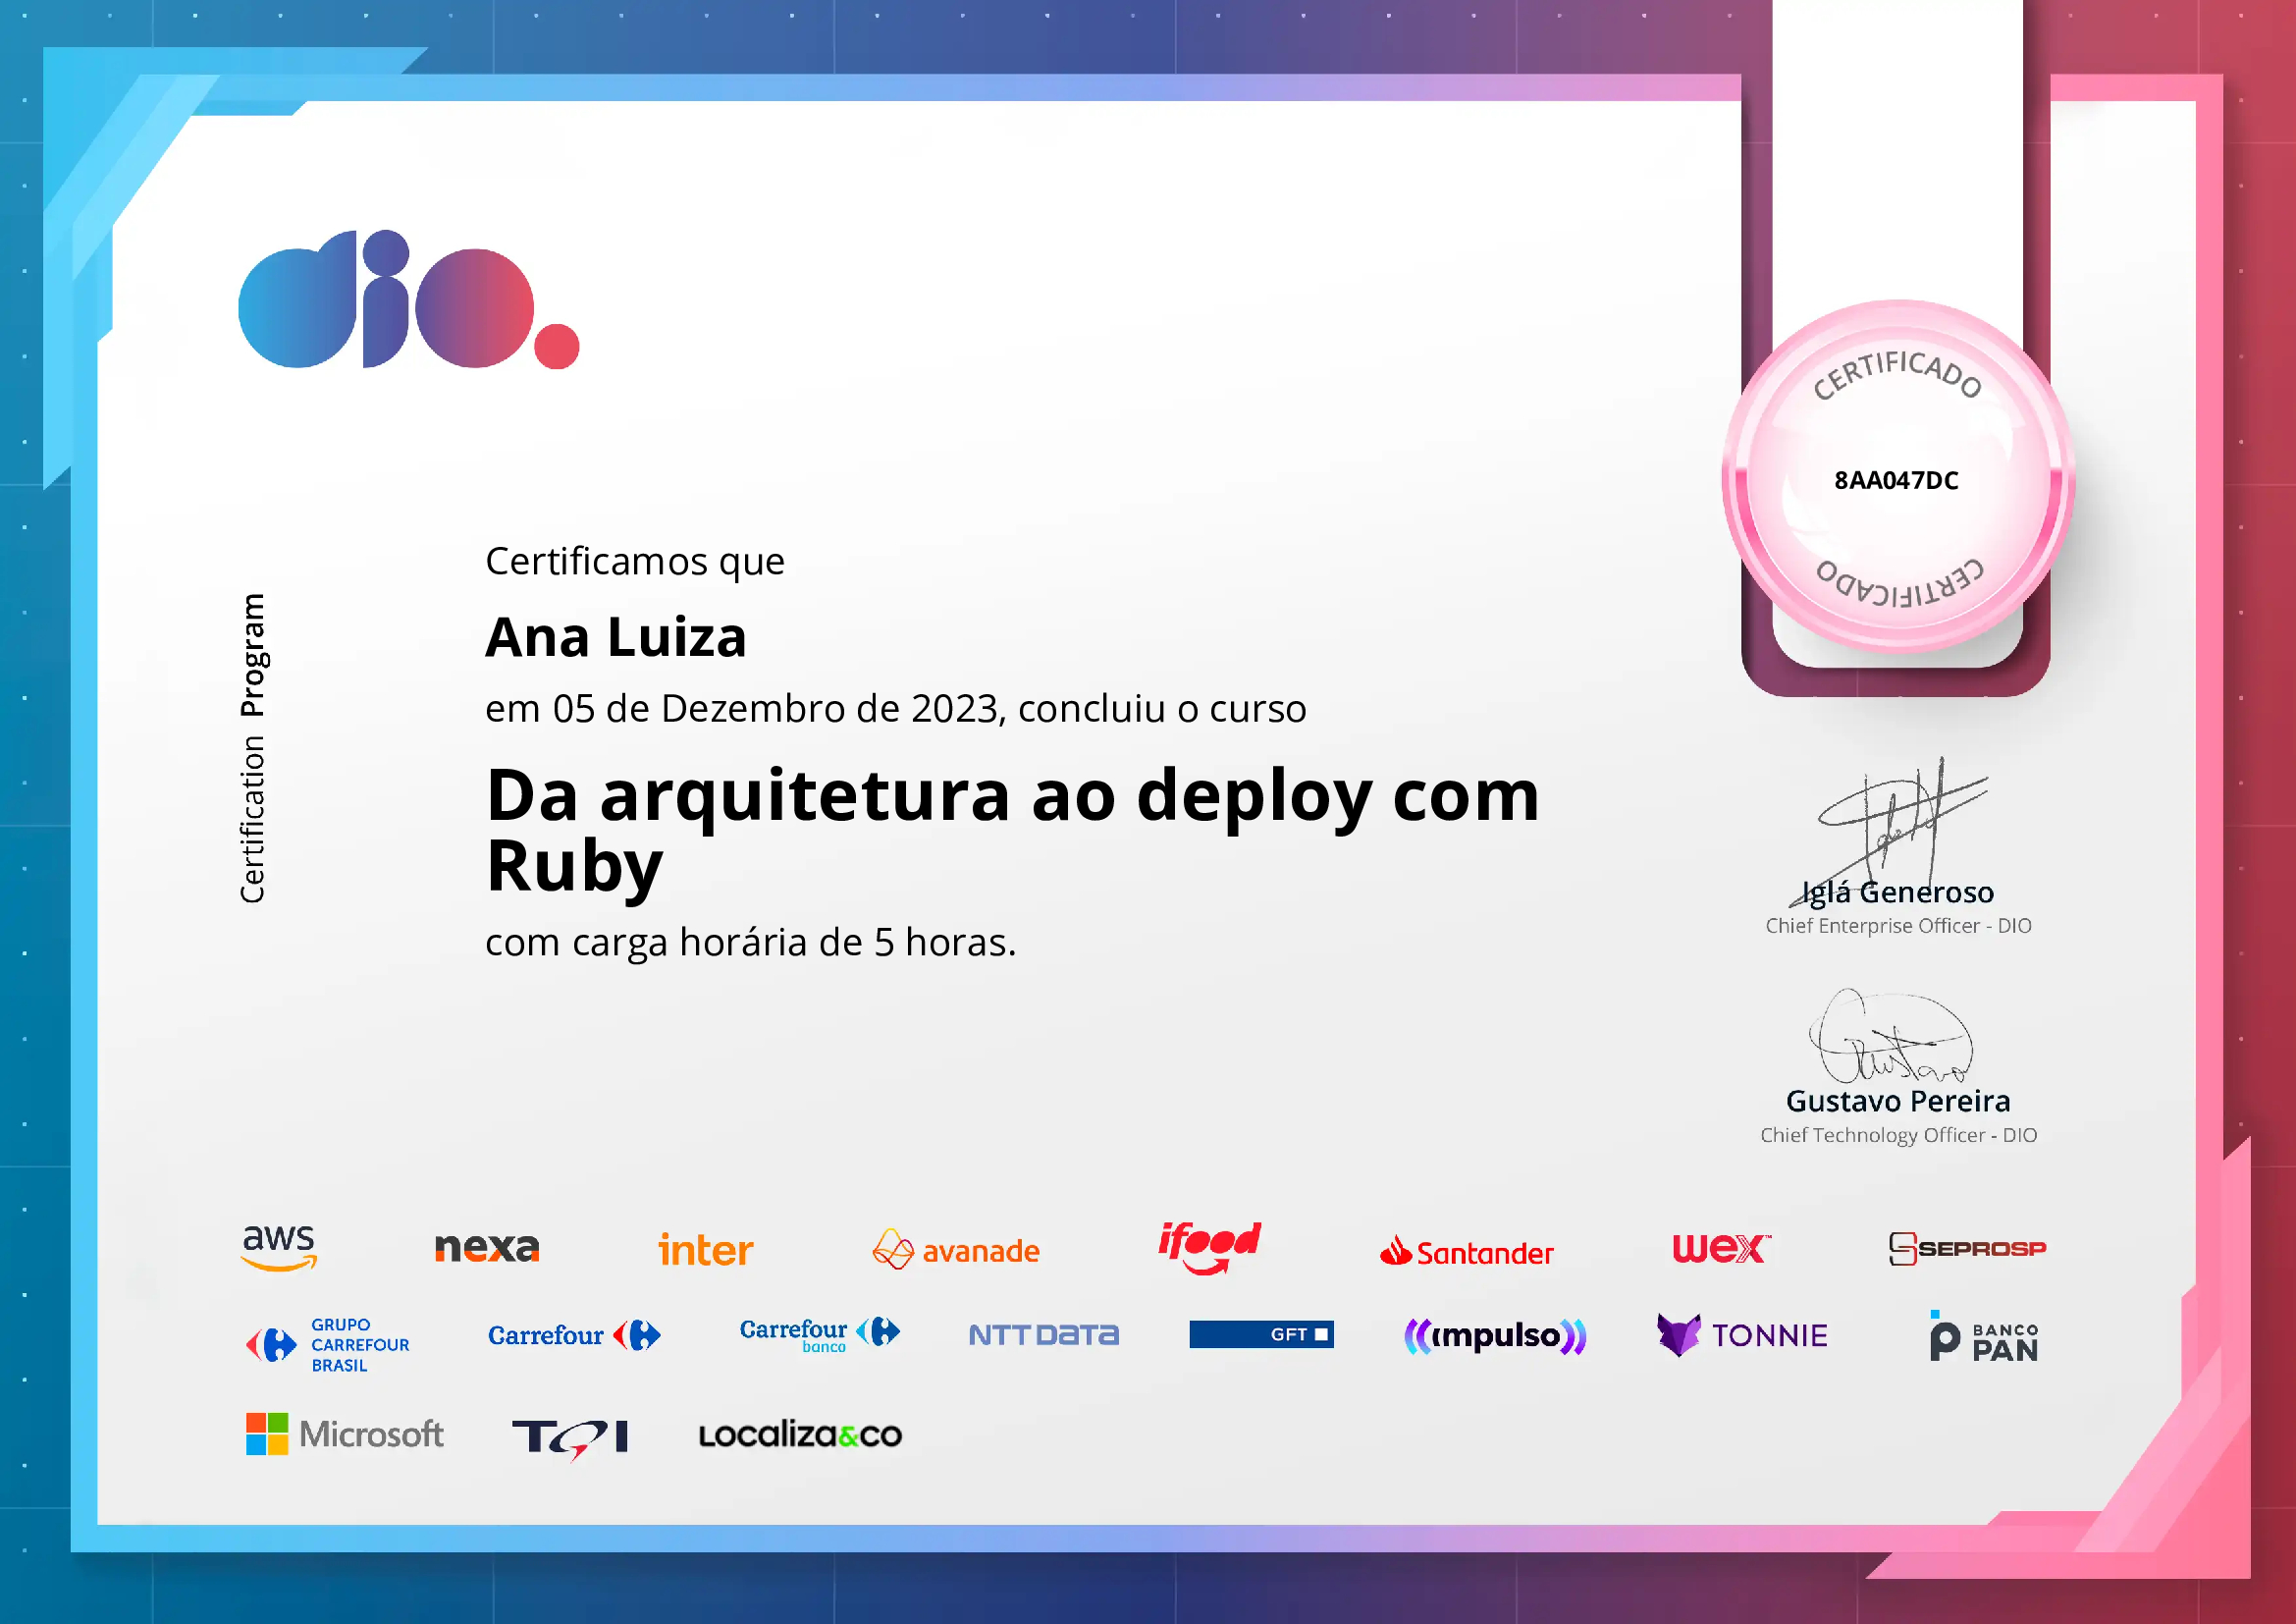 dio.
CERTIFICADO
8AA047DC
CERTIFICADO
Certification Program
Certificamos que
Ana Luiza
em 05 de Dezembro de 2023, concluiu o curso
Da arquitetura ao deploy com
Ruby
com carga horária de 5 horas.
Iglá Generoso
Chief Enterprise Officer - DIO
Gustavo
Gustavo Pereira
Chief Technology Officer - DIO
aws
nexa
inter
avanade
ifood
Santander
wex™
SEPROSP
GRUPO
CARREFOUR
BRASIL
Carrefour
Carrefour
banco
NTT DATA
GFT
impulso
TONNIE
BANCO
PAN
Microsoft
TQI
Localiza&co